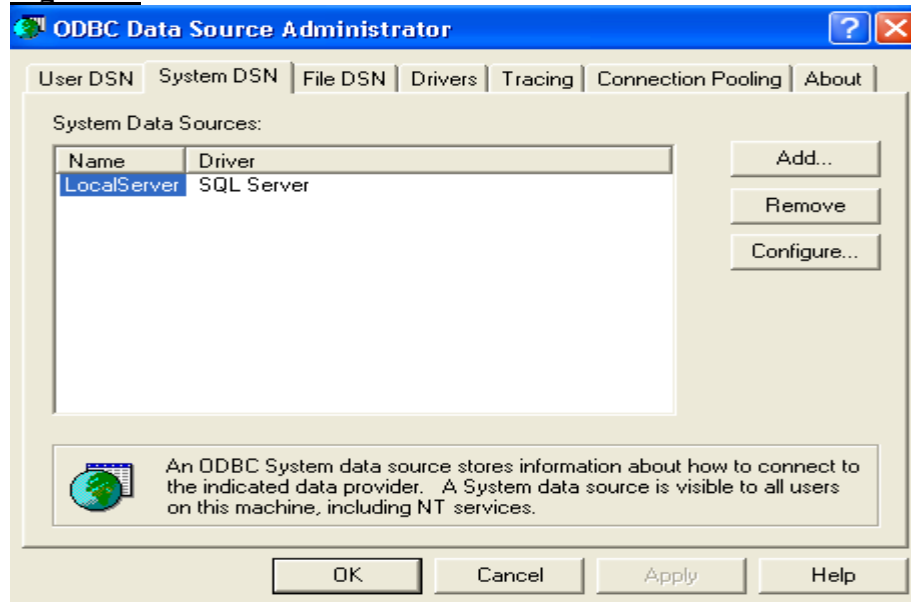 ODBC Data Source Administrator
User DSN System DSN File DSN Drivers Tracing Connection Pooling About
System Data Sources:
Name Driver
LocalServer SQL Server
Add...
Remove
Configure...
An ODBC System data source stores information about how to connect to
the indicated data provider. A System data source is visible to all users
on this machine, including NT services.
OK Cancel Apply Help